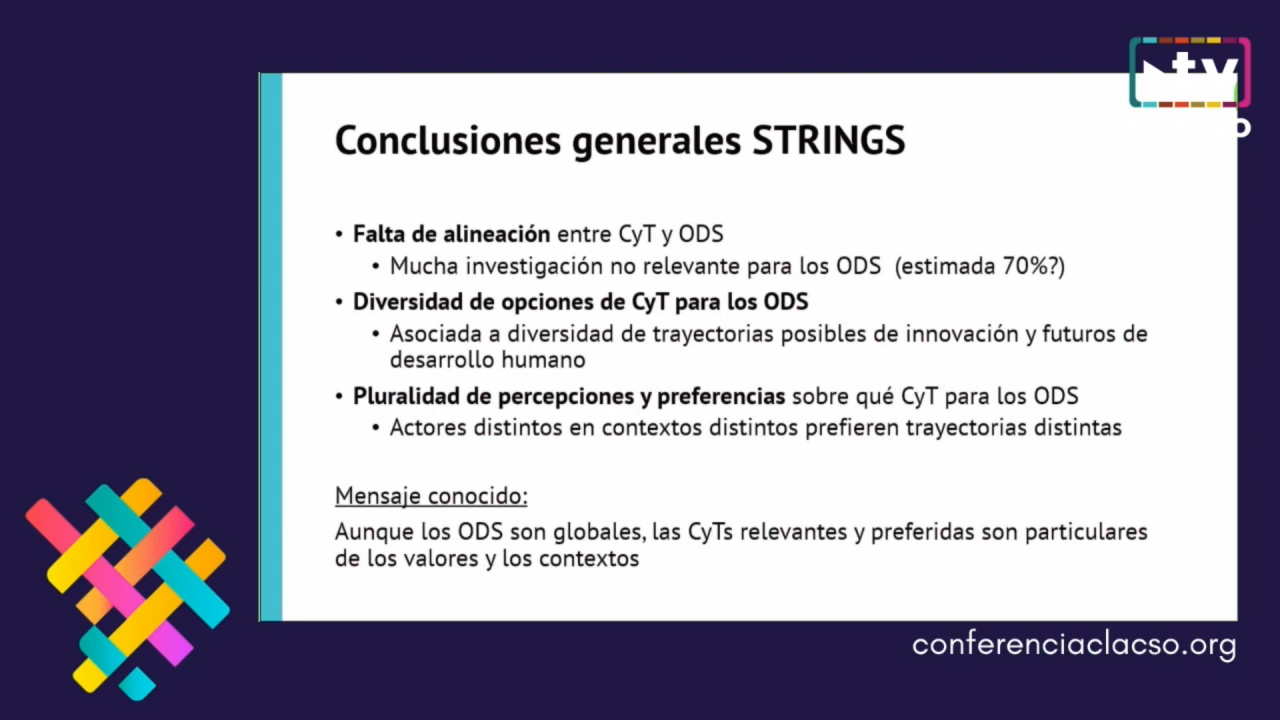 tv
Conclusiones generales STRINGS
• Falta de alineación entre CyT y ODS
• Mucha investigación no relevante para los ODS (estimada 70%?)
• Diversidad de opciones de CyT para los ODS
• Asociada a diversidad de trayectorias posibles de innovación y futuros de
desarrollo humano
• Pluralidad de percepciones y preferencias sobre qué CyT para los ODS
• Actores distintos en contextos distintos prefieren trayectorias distintas
Mensaje conocido:
Aunque los ODS son globales, las CyTs relevantes y preferidas son particulares
de los valores y los contextos
conferenciaclacso.org